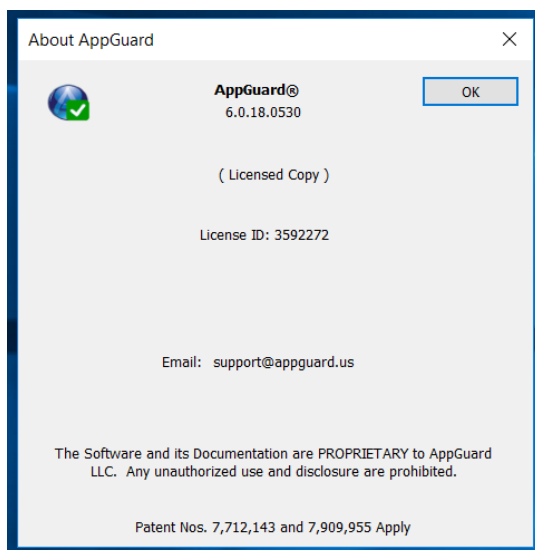 About AppGuard
AppGuard®
OK
6.0.18.0530
( Licensed Copy )
License ID: 3592272
Email: support@appguard.us
The Software and its Documentation are PROPRIETARY to AppGuard
LLC. Any unauthorized use and disclosure are prohibited.
Patent Nos. 7,712,143 and 7,909,955 Apply